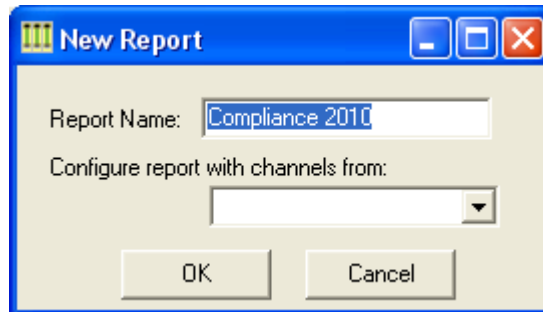 New Report
Report Name: Compliance 2010
Configure report with channels from:
OK Cancel